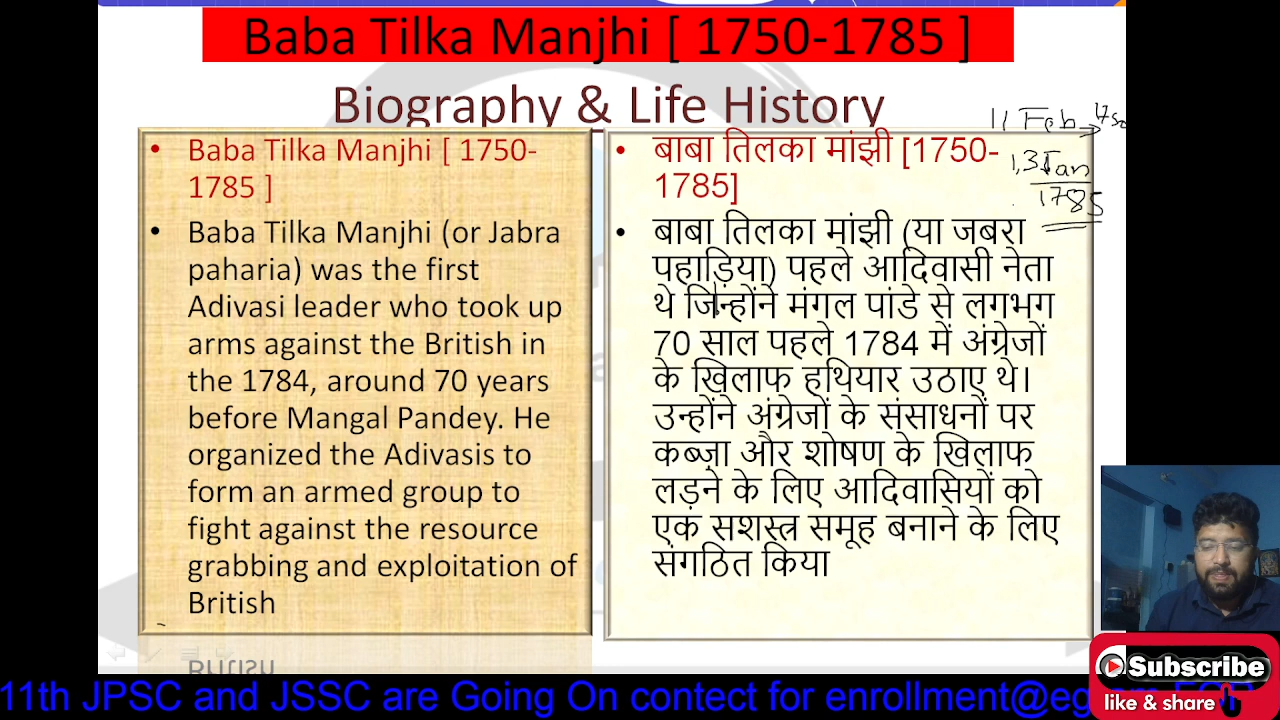 Baba Tilka Manjhi [ 1750-1785 ]
Biography & Life History
11 Feb 1750
• Baba Tilka Manjhi [ 1750-
1785 ]
• Baba Tilka Manjhi (or Jabra
paharia) was the first
Adivasi leader who took up
arms against the British in
the 1784, around 70 years
before Mangal Pandey. He
organized the Adivasis to
form an armed group to
fight against the resource
grabbing and exploitation of
British
• बाबा तिलका मांझी [1750-
1785]
Jan
1785
• बाबा तिलका मांझी (या जबरा
पहाड़िया) पहले आदिवासी नेता
थे जिन्होंने मंगल पांडे से लगभग
70 साल पहले 1784 में अंग्रेजों
के खिलाफ हथियार उठाए थे।
उन्होंने अंग्रेजों के संसाधनों पर
कब्ज़ा और शोषण के खिलाफ
लड़ने के लिए आदिवासियों को
एक सशस्त्र समूह बनाने के लिए
संगठित किया
Subscribe
like & share
11th JPSC and JSSC are Going On contect for enrollment@eg